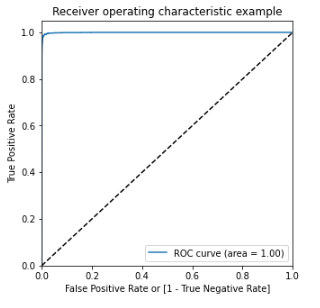 Receiver operating characteristic example
1.0
0.8
0.6
0.4
0.2
0.0
True Positive Rate
ROC curve (area = 1.00)
0.0 0.2 0.4 0.6 0.8 1.0
False Positive Rate or [1 - True Negative Rate]